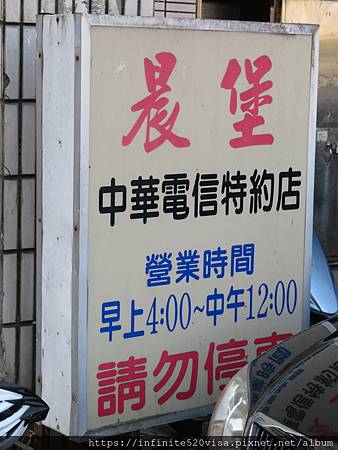 晨堡
中華電信特約店
營業時間
早上4:00~中午12:00
請勿停車
https://infinite520visa.pixnet.net/album